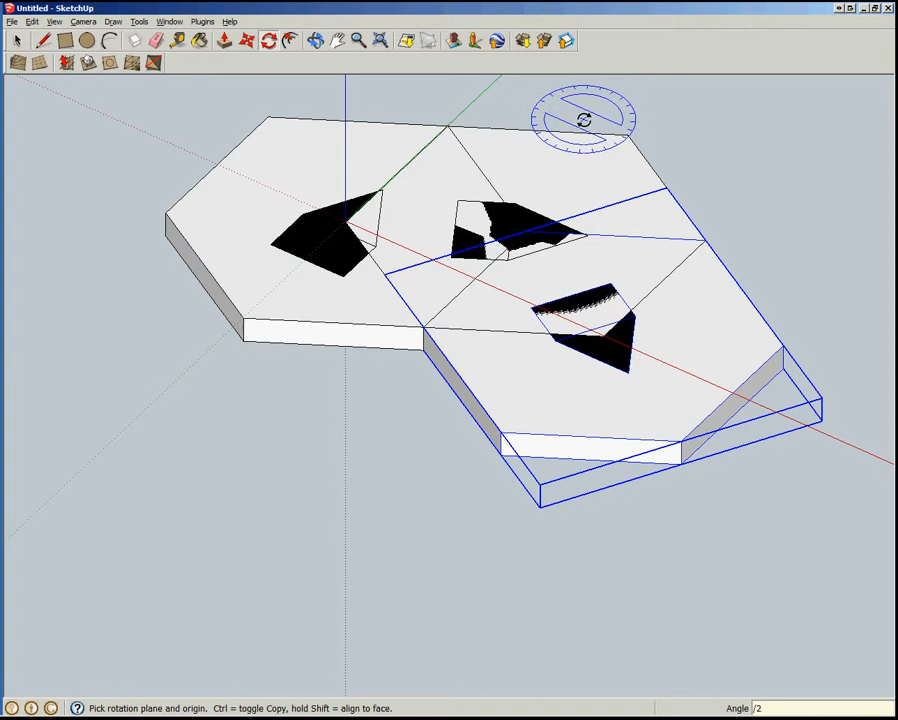 Untitled - SketchUp
File Edit View Camera Draw Tools Window Plugins Help
Pick rotation plane and origin. Ctrl = toggle Copy, hold Shift = align to face. Angle /2